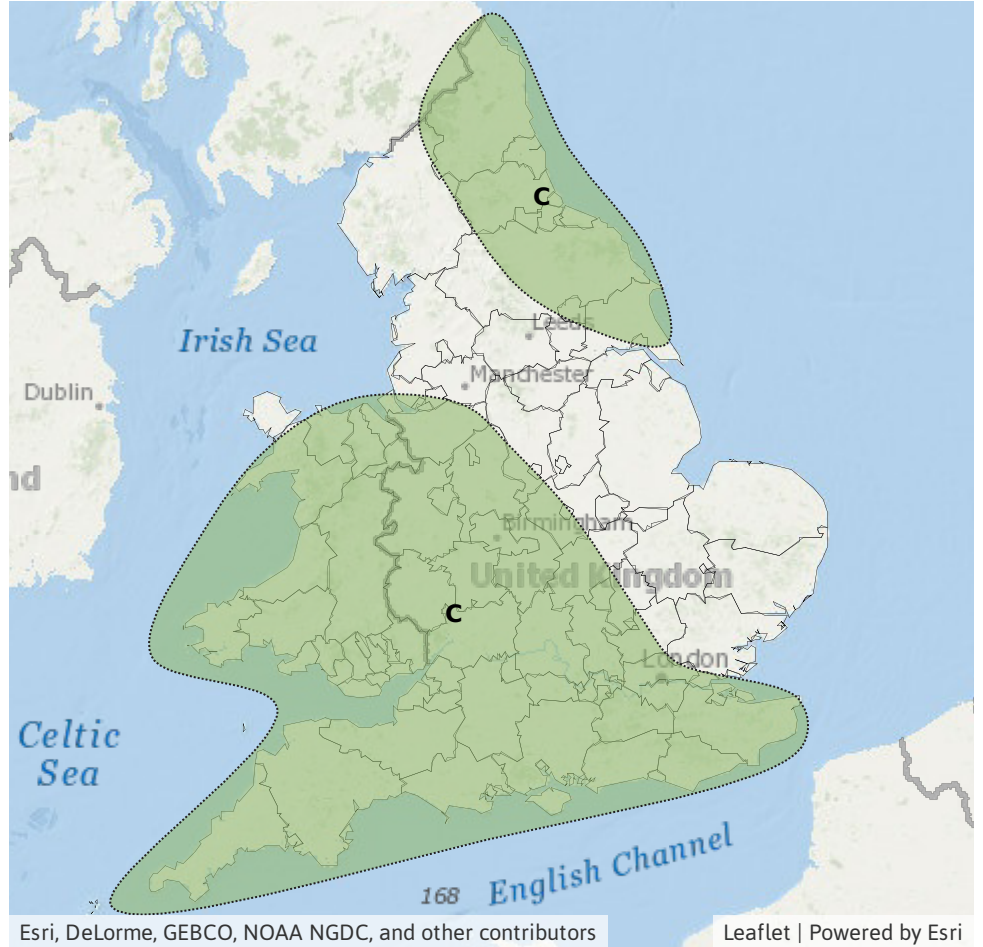 C
Leeds
Irish Sea
Manchester
Dublin
nd
Birmingham
United Kingdom
C
London
Celtic
Sea
English Channel
168
Esri, DeLorme, GEBCO, NOAA NGDC, and other contributors
Leaflet | Powered by Esri